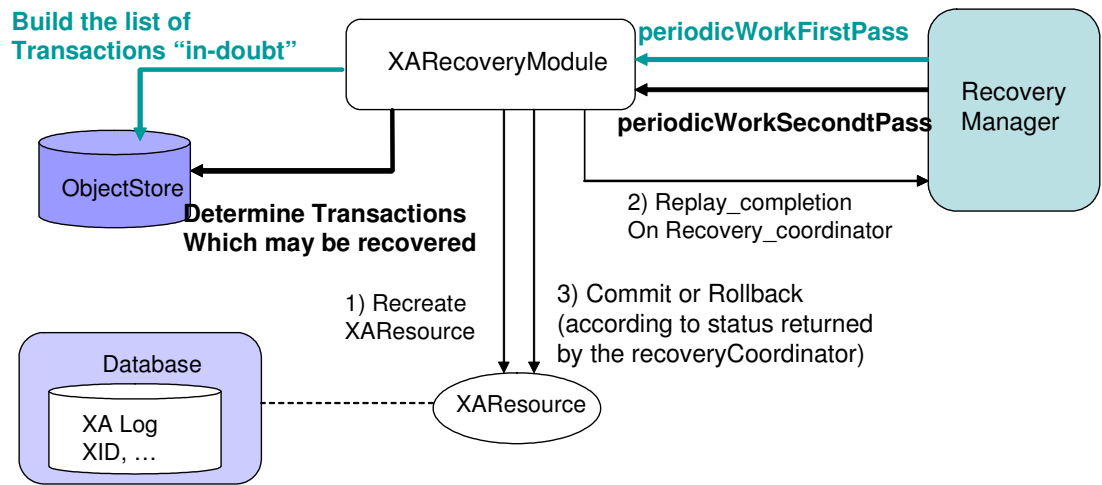 Build the list of
Transactions “in-doubt”
periodicWorkFirstPass
XARecoveryModule
Recovery
Manager
periodicWorkSecondtPass
ObjectStore
Determine Transactions
Which may be recovered
2) Replay_completion
On Recovery_coordinator
1) Recreate
XAResource
3) Commit or Rollback
(according to status returned
by the recoveryCoordinator)
Database
XA Log
XID, …
XAResource